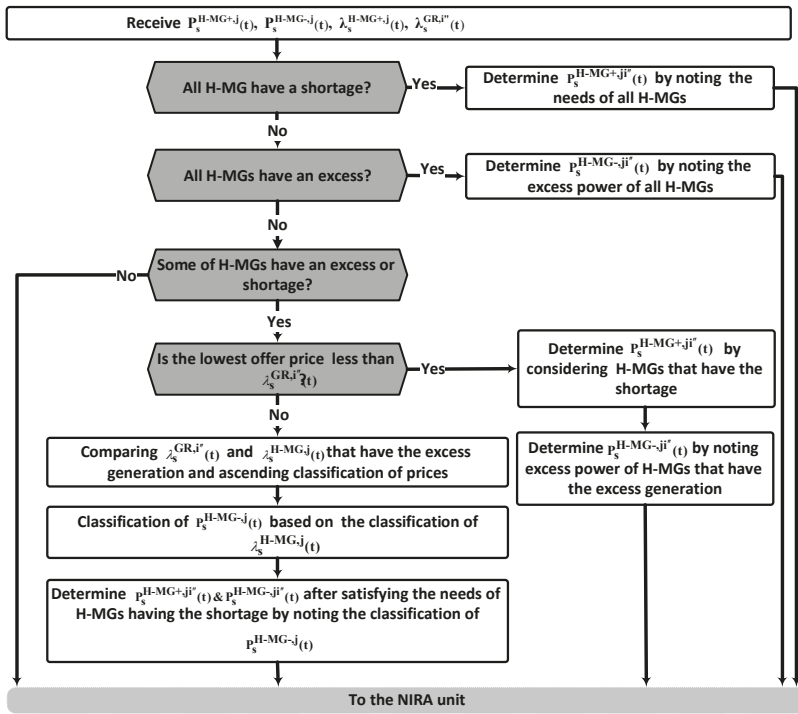 Receive P_s^H-MG+,j(t), P_s^H-MG-,j(t), λ_s^H-MG+,j(t), λ_s^GR,i″(t)
All H-MG have a shortage?
Yes
Determine P_s^H-MG+,ji″(t) by noting the
needs of all H-MGs
No
All H-MGs have an excess?
Yes
Determine P_s^H-MG-,ji″(t) by noting the
excess power of all H-MGs
No
Some of H-MGs have an excess or
shortage?
No
Yes
Is the lowest offer price less than
λ_s^GR,i″(t)?
Yes
Determine P_s^H-MG+,ji″(t) by
considering H-MGs that have the
shortage
No
Comparing λ_s^GR,i″(t) and λ_s^H-MG,j(t) that have the excess
generation and ascending classification of prices
Determine P_s^H-MG-,ji″(t) by noting
excess power of H-MGs that have
the excess generation
Classification of P_s^H-MG-,j(t) based on the classification of
λ_s^H-MG,j(t)
Determine P_s^H-MG+,ji″(t) & P_s^H-MG-,ji″(t) after satisfying the needs of
H-MGs having the shortage by noting the classification of
P_s^H-MG-,j(t)
To the NIRA unit